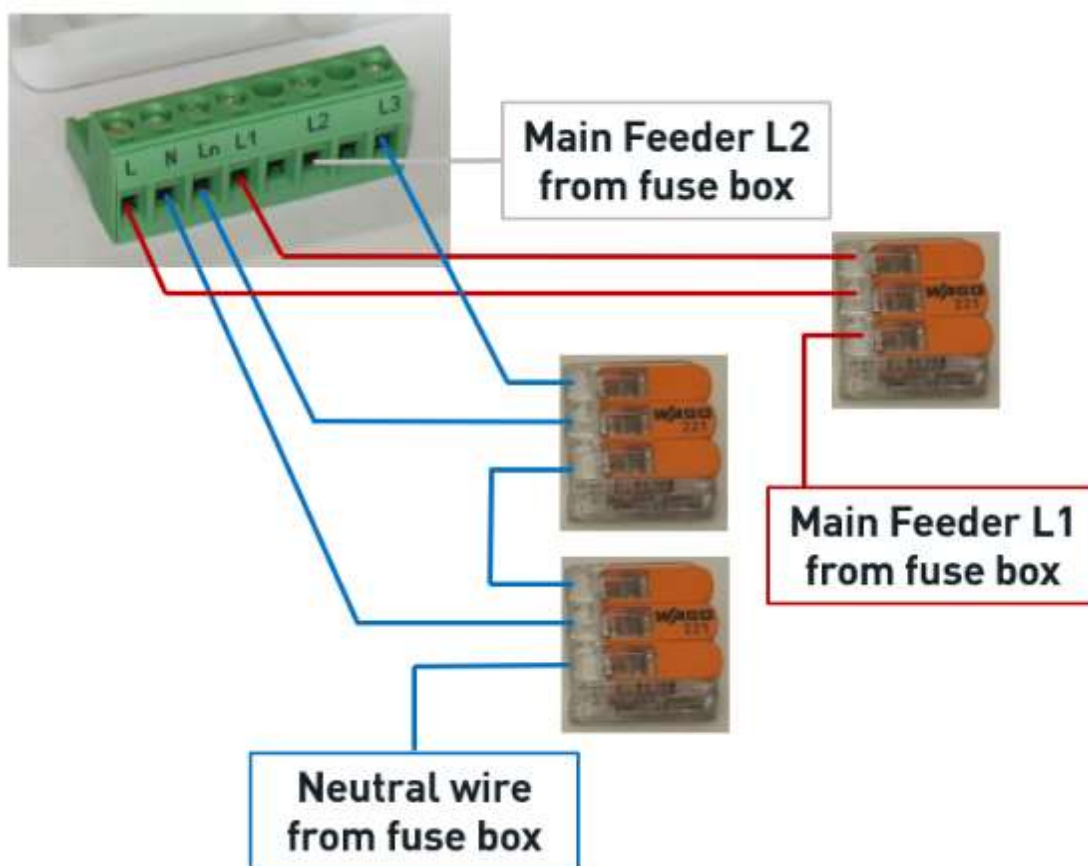 L N Ln L1 L2 L3
Main Feeder L2
from fuse box
WAGO
221
WAGO
221
Main Feeder L1
from fuse box
WAGO
221
Neutral wire
from fuse box